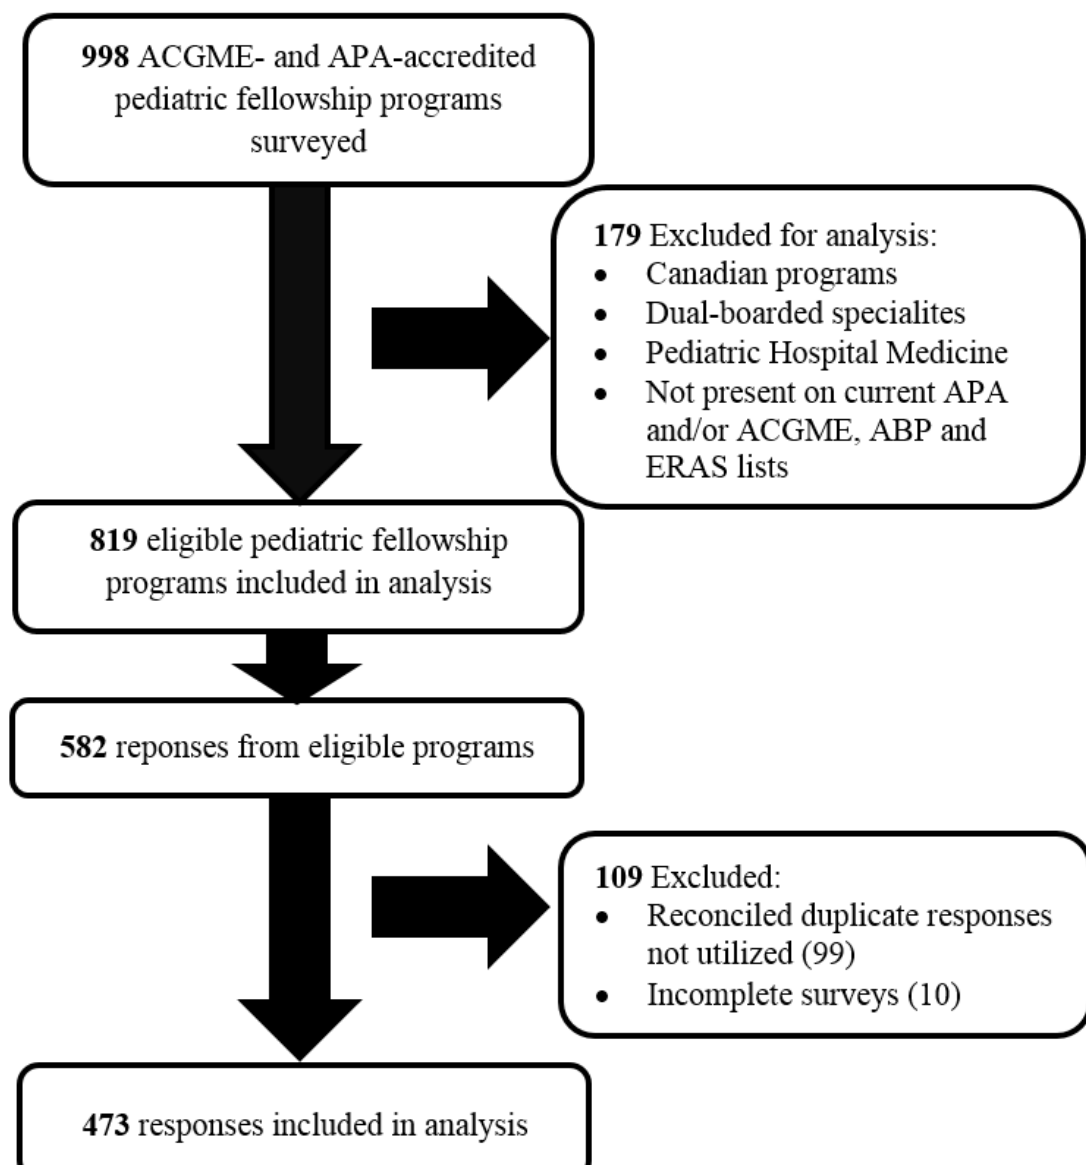 998 ACGME- and APA-accredited
pediatric fellowship programs
surveyed
179 Excluded for analysis:
• Canadian programs
• Dual-boarded specialites
• Pediatric Hospital Medicine
• Not present on current APA
and/or ACGME, ABP and
ERAS lists
819 eligible pediatric fellowship
programs included in analysis
582 reponses from eligible programs
109 Excluded:
• Reconciled duplicate responses
not utilized (99)
• Incomplete surveys (10)
473 responses included in analysis